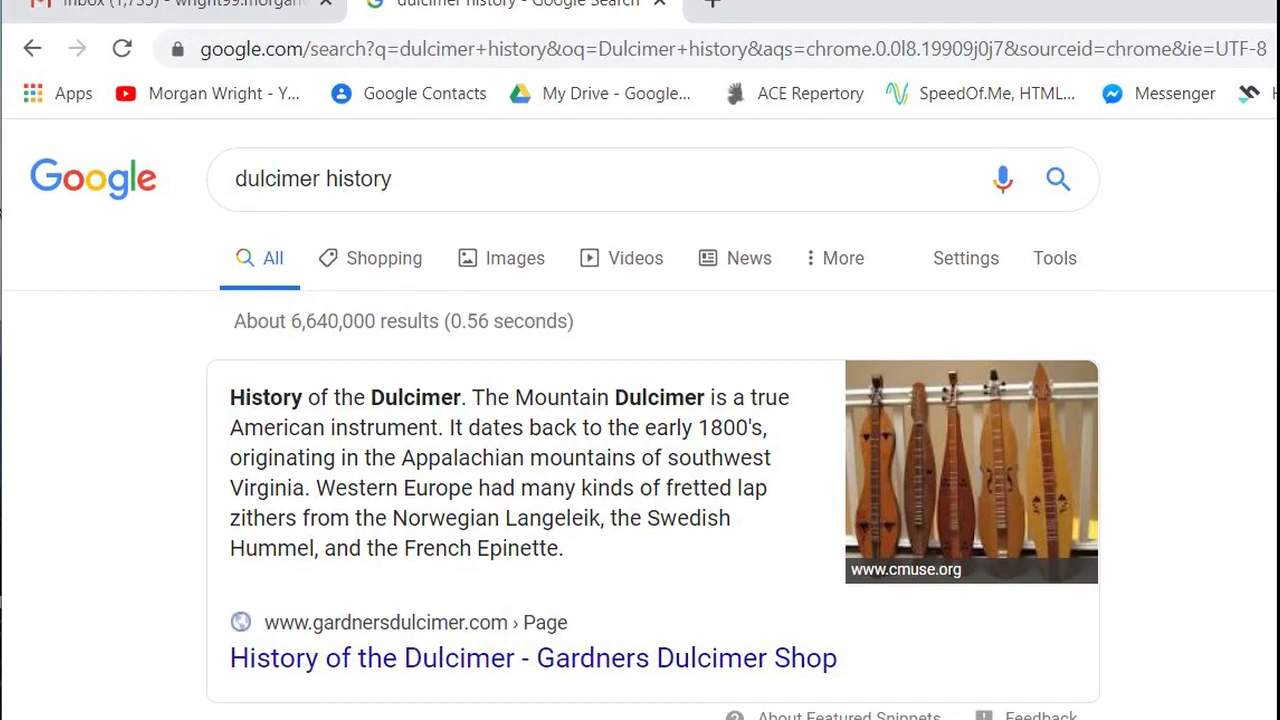 Inbox (1,735) - wright99.morgan
dulcimer history - Google Search
google.com/search?q=dulcimer+history&oq=Dulcimer+history&aqs=chrome.0.0l8.19909j0j7&sourceid=chrome&ie=UTF-8
Apps Morgan Wright - Y... Google Contacts My Drive - Google... ACE Repertory SpeedOf.Me, HTML... Messenger
Google dulcimer history
All Shopping Images Videos News More Settings Tools
About 6,640,000 results (0.56 seconds)
History of the Dulcimer. The Mountain Dulcimer is a true
American instrument. It dates back to the early 1800's,
originating in the Appalachian mountains of southwest
Virginia. Western Europe had many kinds of fretted lap
zithers from the Norwegian Langeleik, the Swedish
Hummel, and the French Epinette.
www.cmuse.org
www.gardnersdulcimer.com › Page
History of the Dulcimer - Gardners Dulcimer Shop
About Featured Snippets Feedback